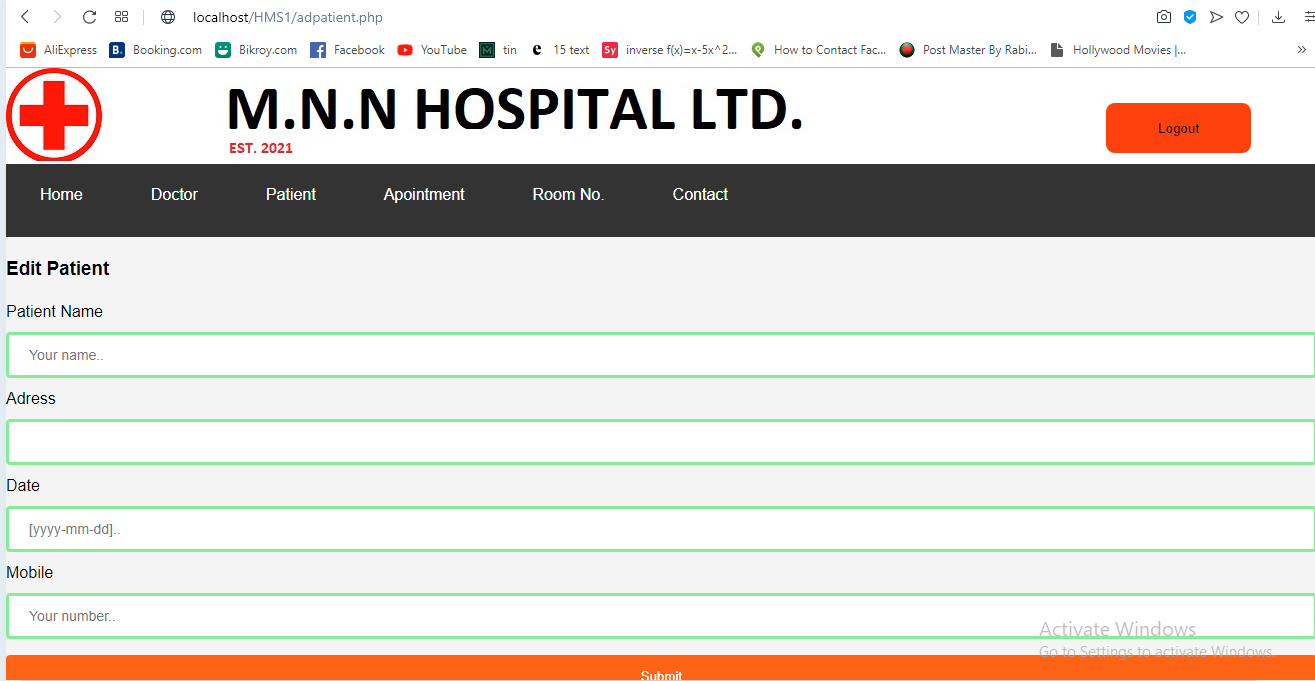 localhost/HMS1/adpatient.php
AliExpress B. Booking.com Bikroy.com Facebook YouTube M tin 15 text Sy inverse f(x)=x-5x^2... How to Contact Fac... Post Master By Rabi... Hollywood Movies |... »
M.N.N HOSPITAL LTD.
EST. 2021
Logout
Home Doctor Patient Apointment Room No. Contact
Edit Patient
Patient Name
Your name..
Adress
Date
[yyyy-mm-dd]..
Mobile
Your number..
Activate Windows
Go to Settings to activate Windows.
Submit